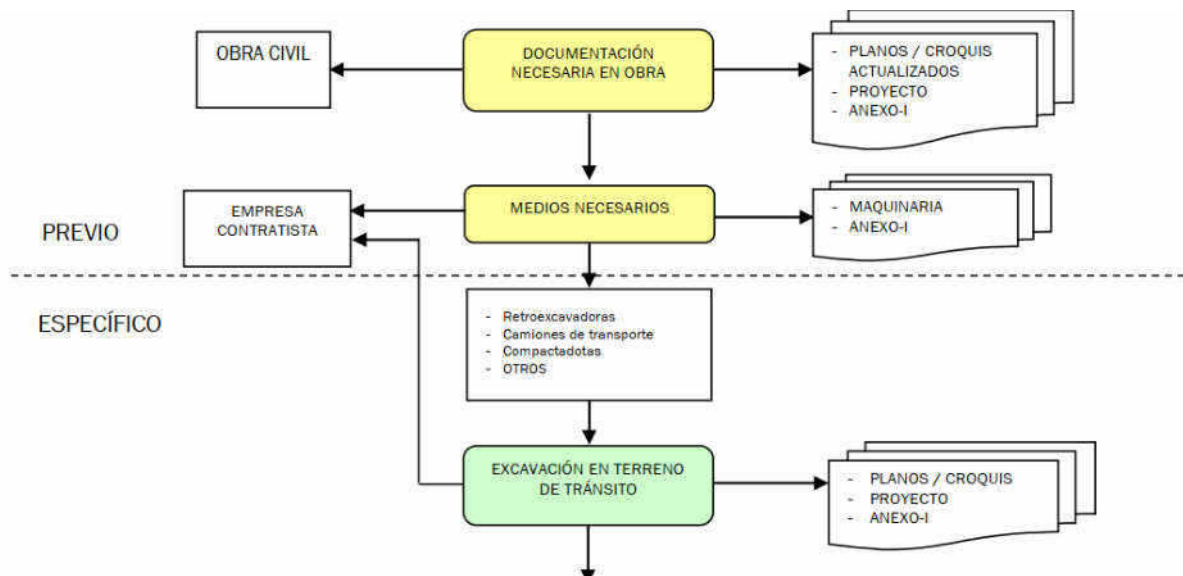 OBRA CIVIL
DOCUMENTACIÓN
NECESARIA EN OBRA
- PLANOS / CROQUIS
ACTUALIZADOS
- PROYECTO
- ANEXO-I
PREVIO
EMPRESA
CONTRATISTA
MEDIOS NECESARIOS
- MAQUINARIA
- ANEXO-I
ESPECÍFICO
- Retroexcavadoras
- Camiones de transporte
- Compactadotas
- OTROS
EXCAVACIÓN EN TERRENO
DE TRÁNSITO
- PLANOS / CROQUIS
- PROYECTO
- ANEXO-I